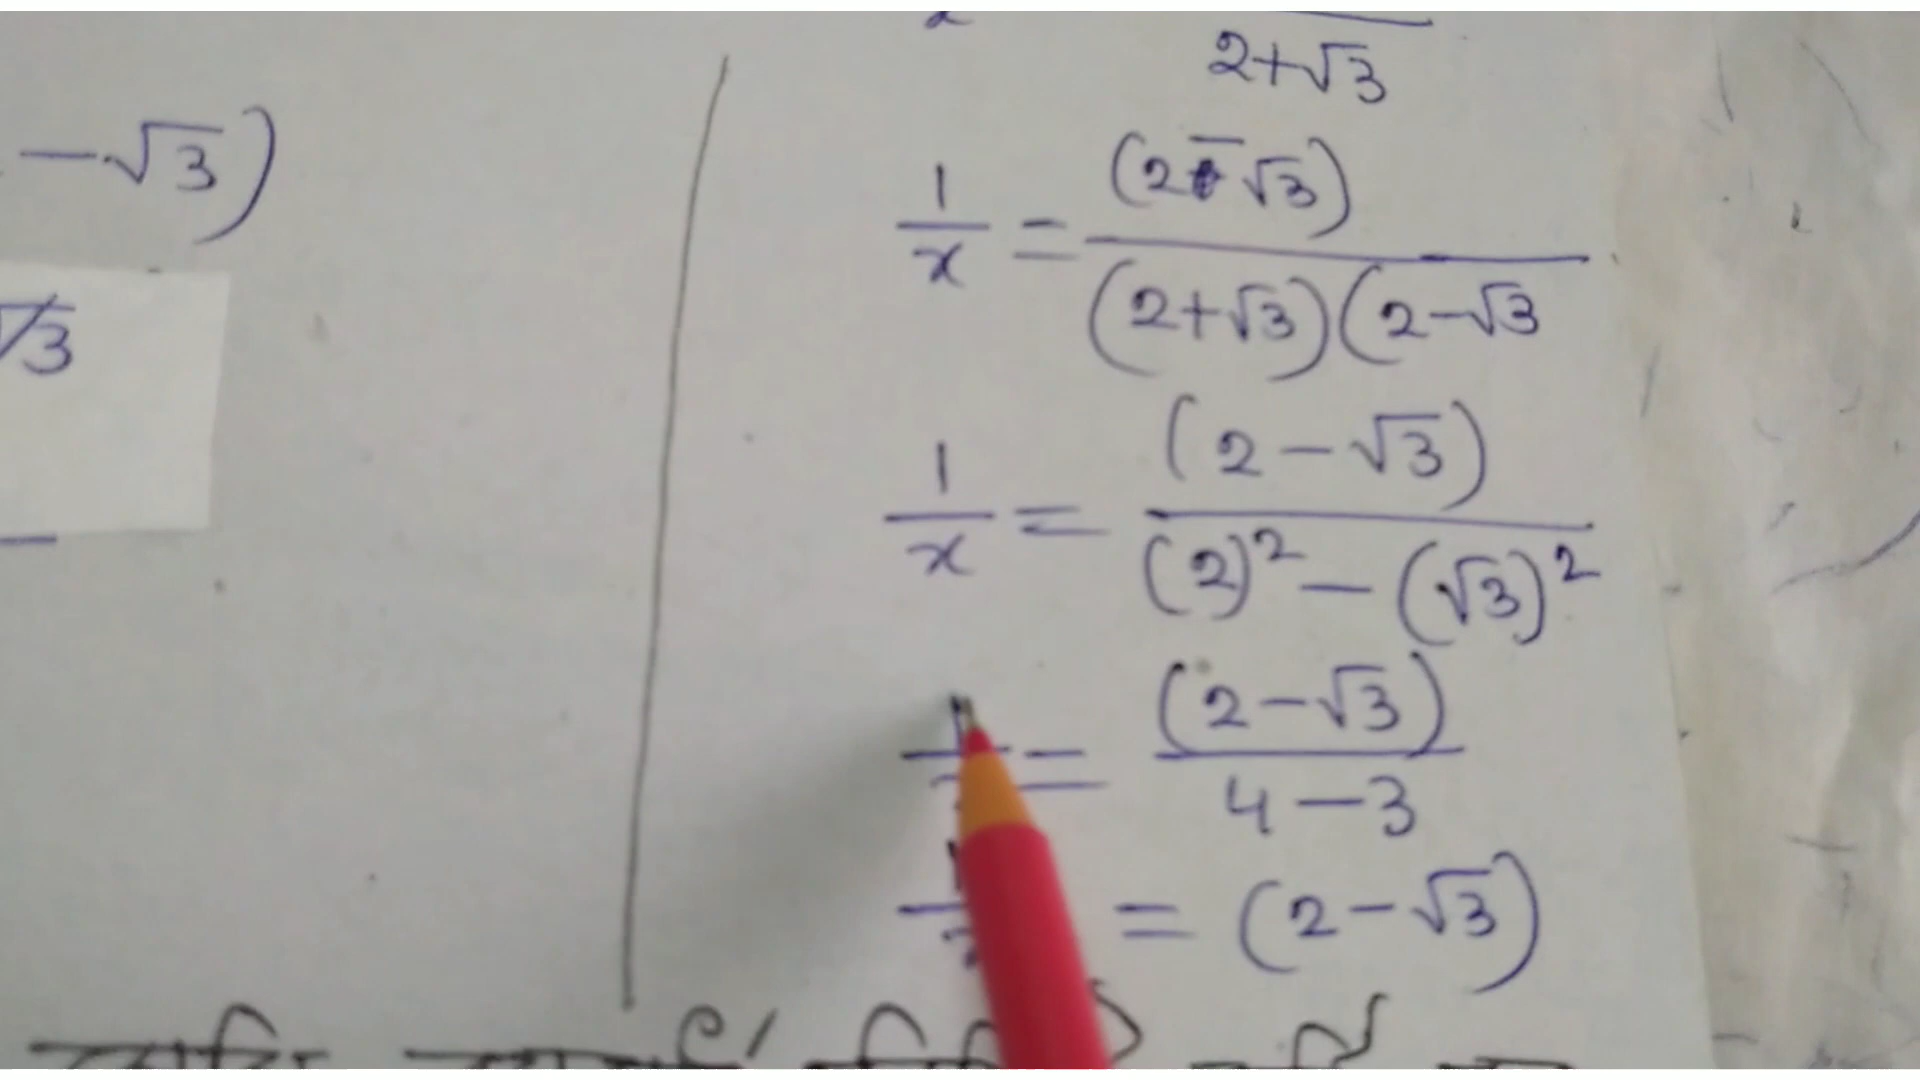 2+√3
-√3)
1/x = (2-√3)/(2+√3)(2-√3
√3
1/x = (2-√3)/(2)²-(√3)²
= (2-√3)/4-3
= (2-√3)